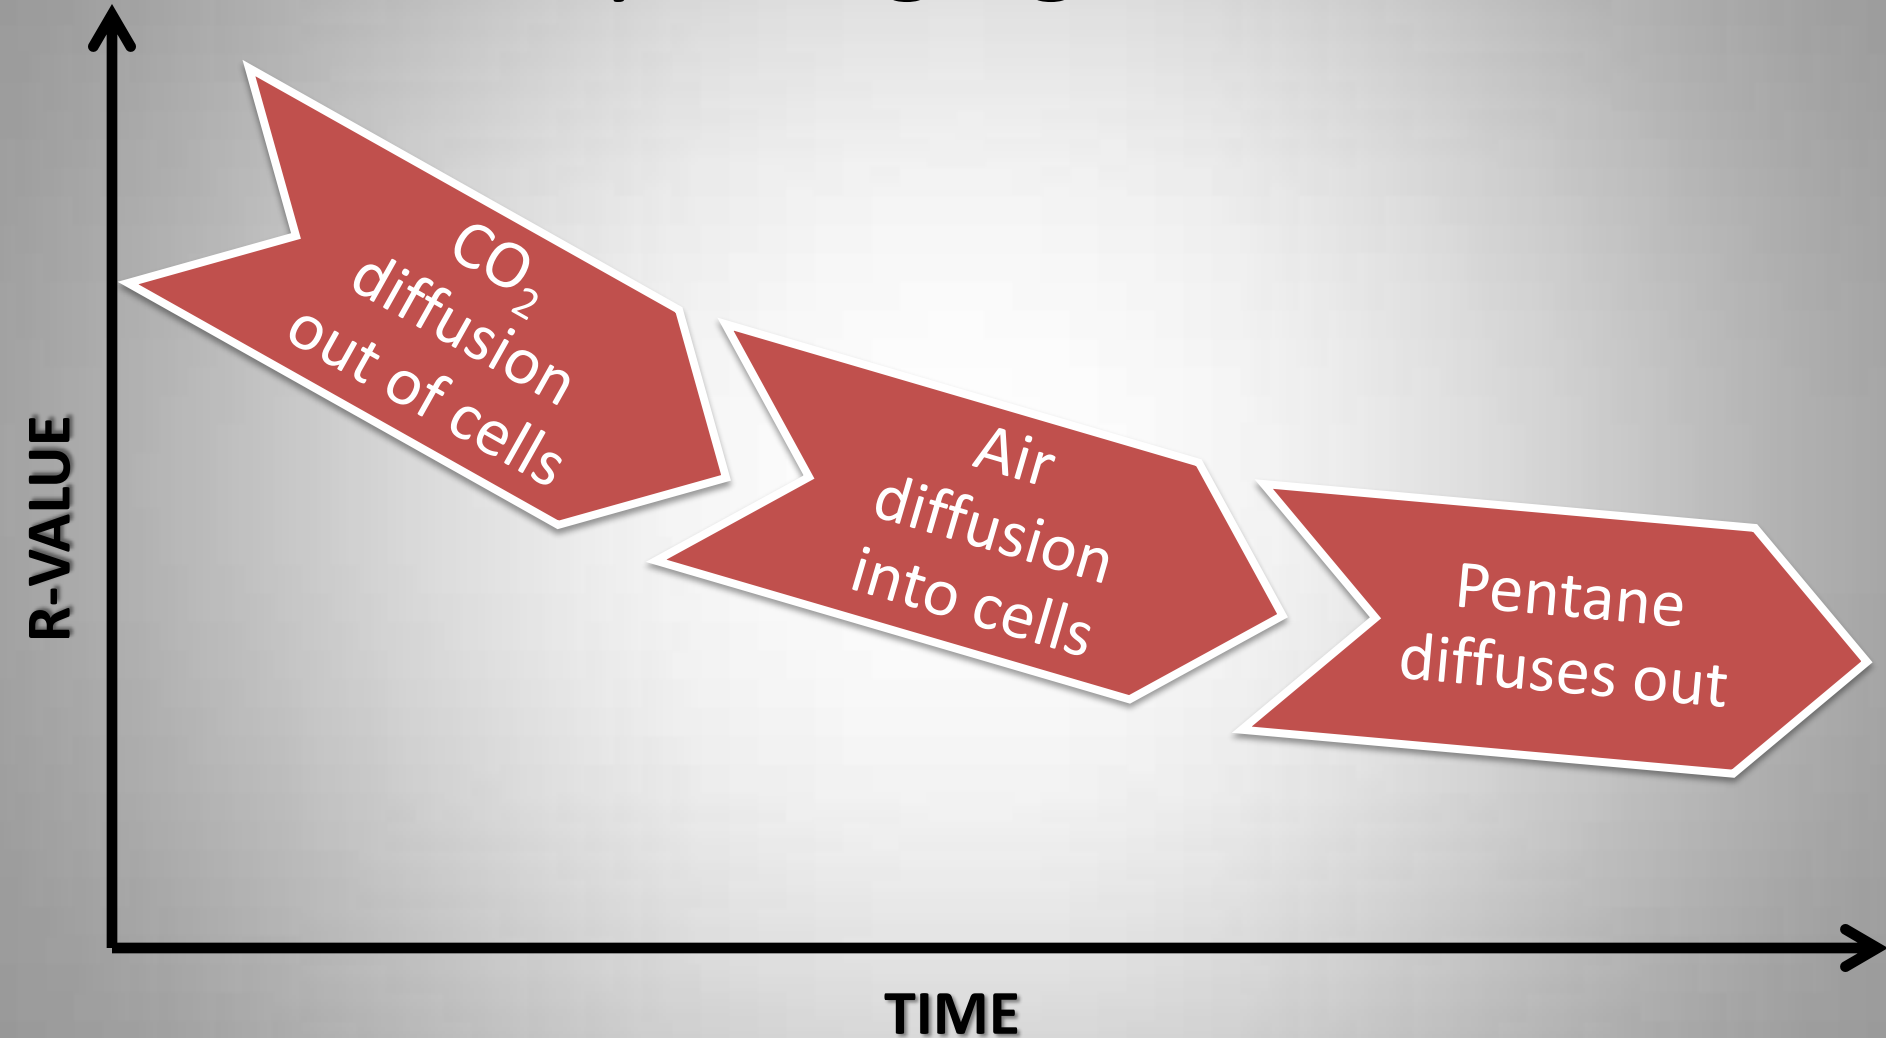 R-VALUE
CO₂
diffusion
out of cells
Air
diffusion
into cells
Pentane
diffuses out
TIME